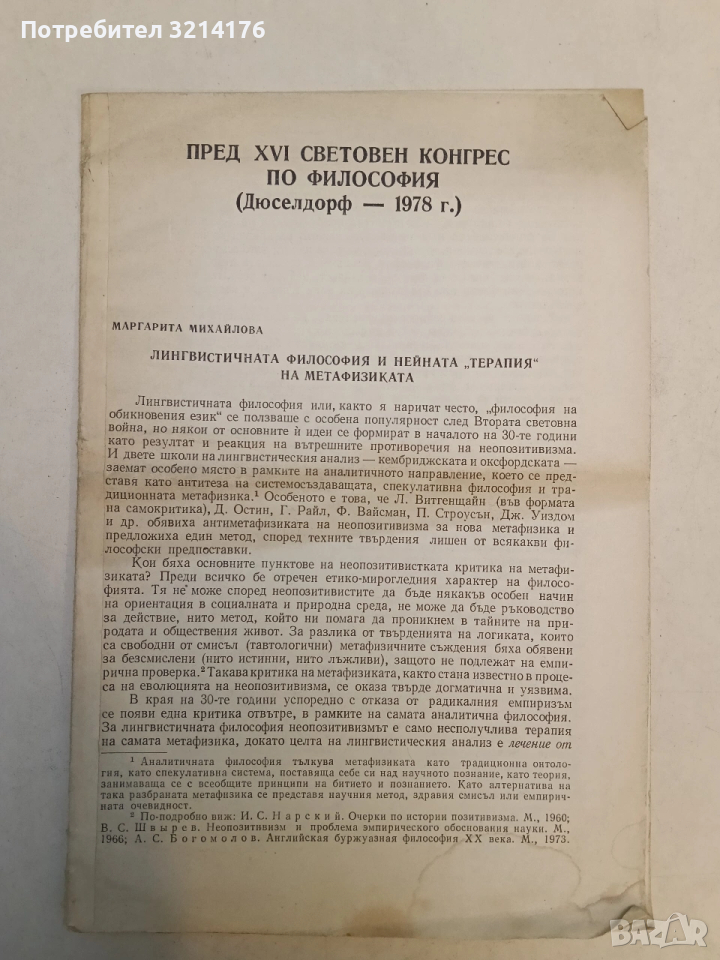 Потребител 3214176
ПРЕД XVI СВЕТОВЕН КОНГРЕС
ПО ФИЛОСОФИЯ
(Дюселдорф — 1978 г.)
МАРГАРИТА МИХАЙЛОВА
ЛИНГВИСТИЧНАТА ФИЛОСОФИЯ И НЕЙНАТА „ТЕРАПИЯ“
НА МЕТАФИЗИКАТА
Лингвистичната философия или, както я наричат често, „философия на
обикновения език“ се ползваше с особена популярност след Втората световна
война, но някои от основните ѝ идеи се формират в началото на 30-те години
като резултат и реакция на вътрешните противоречия на неопозитивизма.
И двете школи на лингвистическия анализ — кембриджската и оксфордската —
заемат особено място в рамките на аналитичното направление, което се пред-
ставя като антитеза на системосъздаващата, спекулативна философия и тра-
диционната метафизика.¹ Особеното е това, че Л. Витгенщайн (във формата
на самокритика), Д. Остин, Г. Райл, Ф. Вайсман, П. Строусън, Дж. Уиздом
и др. обявиха антиметафизиката на неопозитивизма за нова метафизика и
предложиха един метод, според техните твърдения лишен от всякакви фи-
лософски предпоставки.
Кои бяха основните пунктове на неопозитивистката критика на метафи-
зиката? Преди всичко бе отречен етико-мирогледния характер на филосо-
фията. Тя не може според неопозитивистите да бъде някакъв особен начин
на ориентация в социалната и природна среда, не може да бъде ръководство
за действие, нито метод, който ни помага да проникнем в тайните на при-
родата и обществения живот. За разлика от твърденията на логиката, които
са свободни от смисъл (тавтологични) метафизичните съждения бяха обявени
за безсмислени (нито истинни, нито лъжливи), защото не подлежат на емпи-
рична проверка.² Такава критика на метафизиката, както стана известно в проце-
са на еволюцията на неопозитивизма, се оказа твърде догматична и уязвима.
В края на 30-те години успоредно с отказа от радикалния емпиризъм
се появи една критика отвътре, в рамките на самата аналитична философия.
За лингвистичната философия неопозитивизмът е само несполучлива терапия
на самата метафизика, докато целта на лингвистическия анализ е лечение от
¹ Аналитичната философия тълкува метафизиката като традиционна онтоло-
гия, като спекулативна система, поставяща себе си над научното познание, като теория,
занимаваща се с всеобщите принципи на битието и познанието. Като алтернатива на
така разбраната метафизика се представя научния метод, здравия смисъл или емпирич-
ната очевидност.
² По-подробно виж: И. С. Нарский. Очерки по истории позитивизма. М., 1960;
В. С. Швырев. Неопозитивизм и проблема эмпирического обоснования науки. М.,
1966; А. С. Богомолов. Английская буржуазная философия XX века. М., 1973.
BAZAR